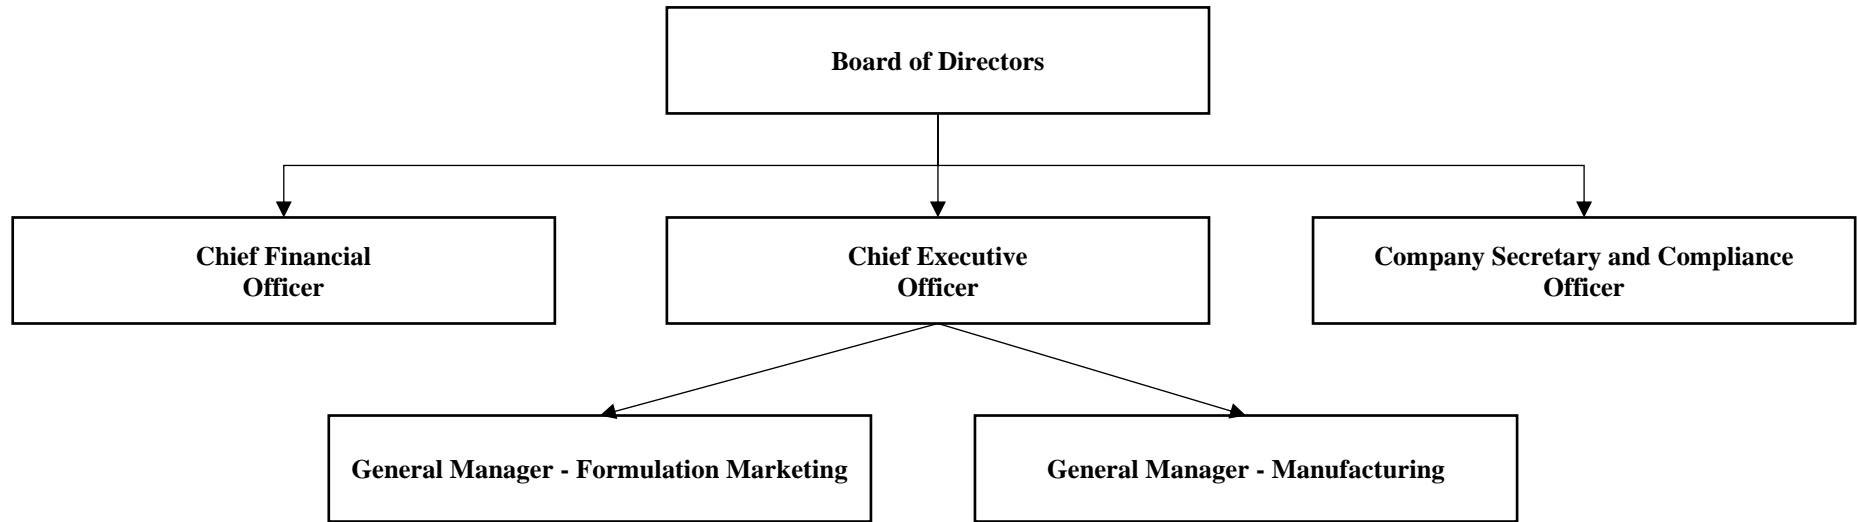 Board of Directors
Chief Financial
Officer
Chief Executive
Officer
Company Secretary and Compliance
Officer
General Manager - Formulation Marketing
General Manager - Manufacturing